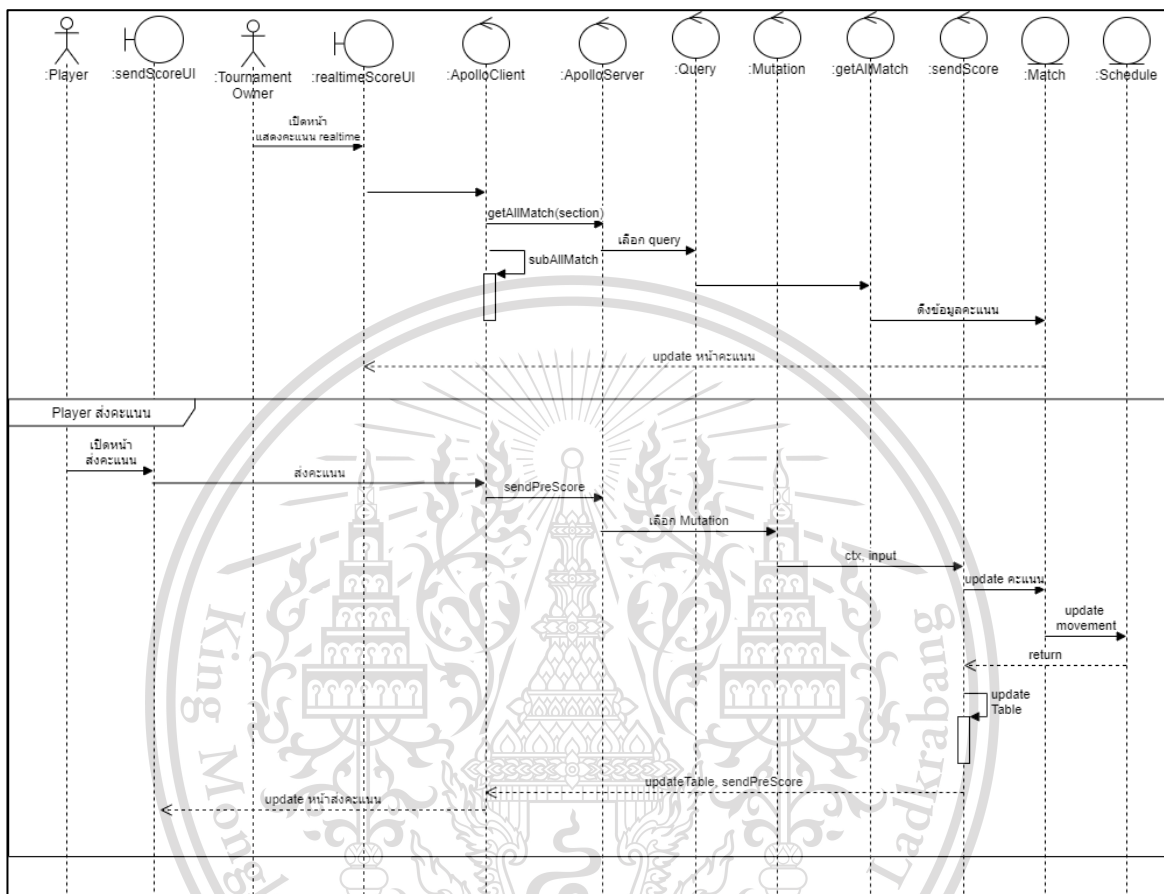 :Player
:sendScoreUI
:Tournament
Owner
:realtimeScoreUI
:ApolloClient
:ApolloServer
:Query
:Mutation
:getAllMatch
:sendScore
:Match
:Schedule
เปิดหน้า
แสดงคะแนน realtime
getAllMatch(section)
เลือก query
subAllMatch
ดึงข้อมูลคะแนน
update หน้าคะแนน
Player ส่งคะแนน
เปิดหน้า
ส่งคะแนน
ส่งคะแนน
sendPreScore
เลือก Mutation
ctx, input
update คะแนน
update
movement
return
update
Table
updateTable, sendPreScore
update หน้าส่งคะแนน
King Mong
Ladkrabang